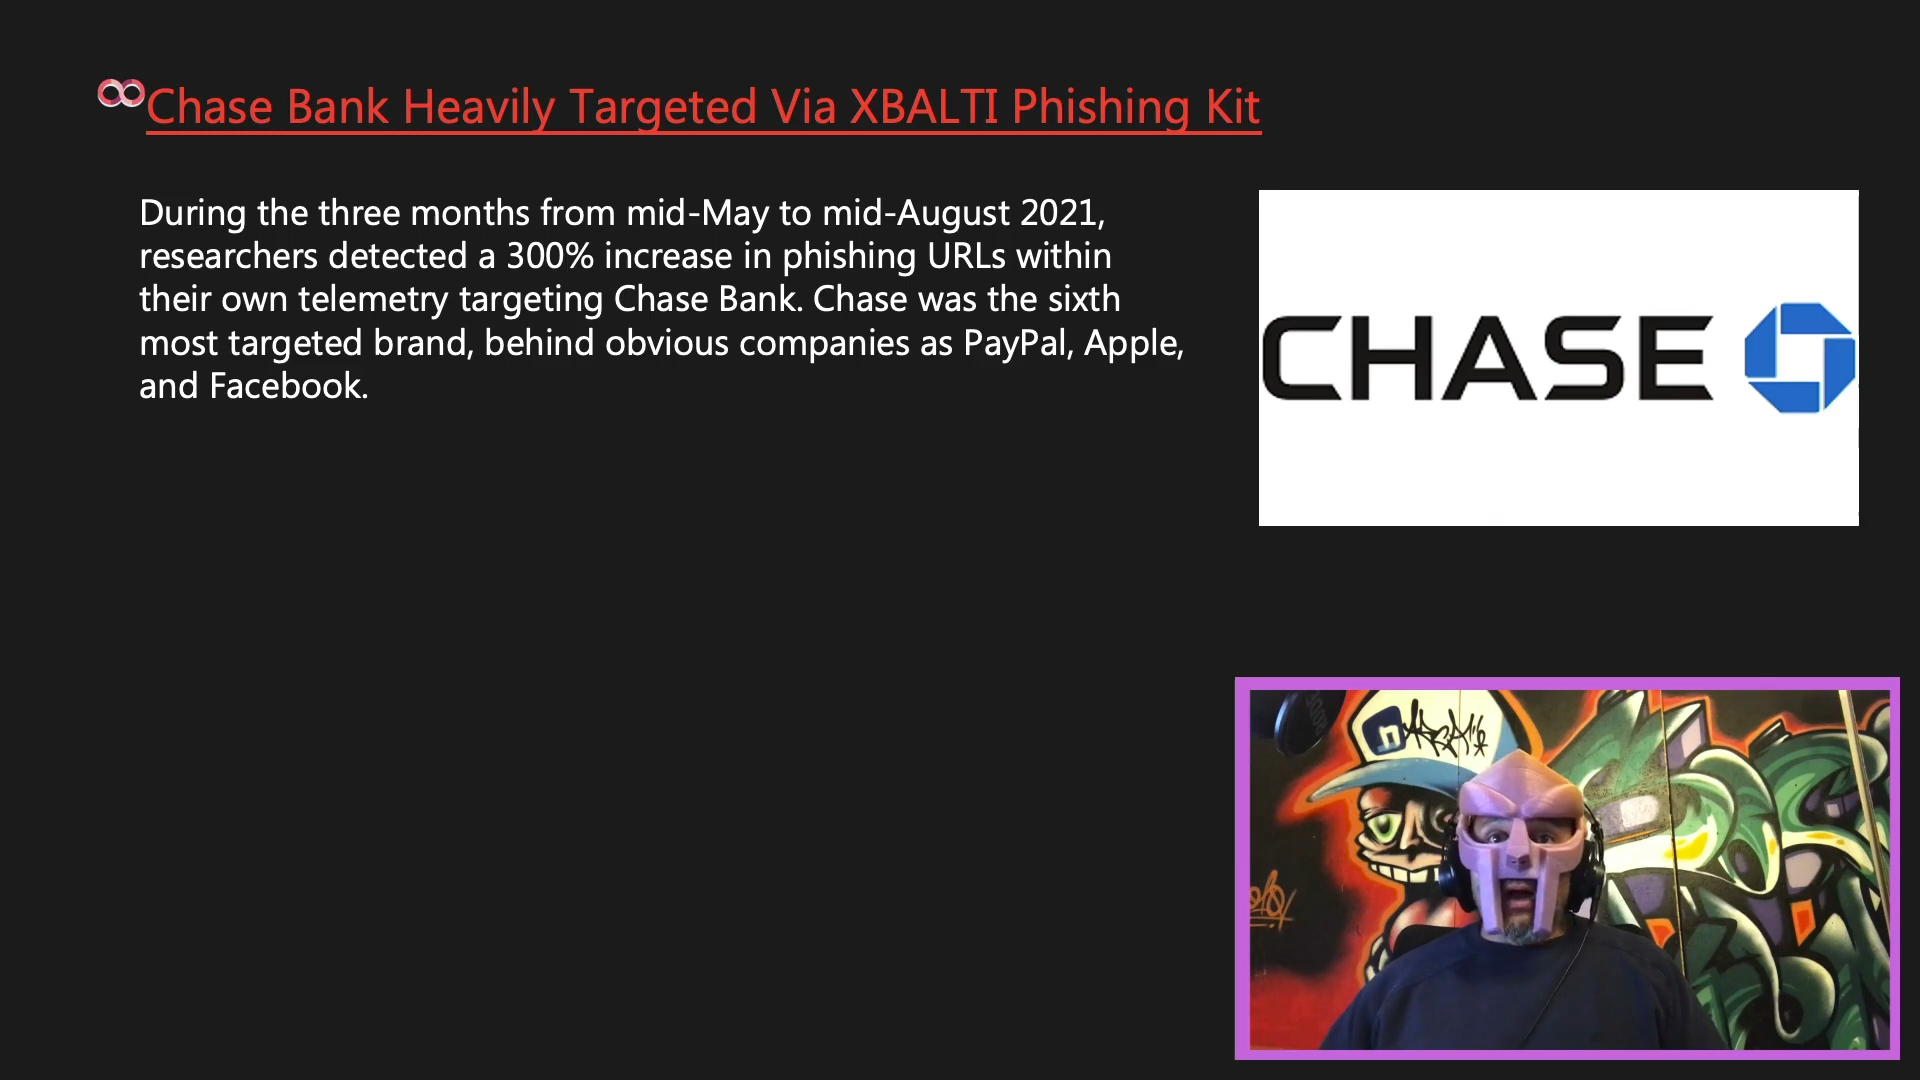 Chase Bank Heavily Targeted Via XBALTI Phishing Kit
During the three months from mid-May to mid-August 2021,
researchers detected a 300% increase in phishing URLs within
their own telemetry targeting Chase Bank. Chase was the sixth
most targeted brand, behind obvious companies as PayPal, Apple,
and Facebook.
CHASE